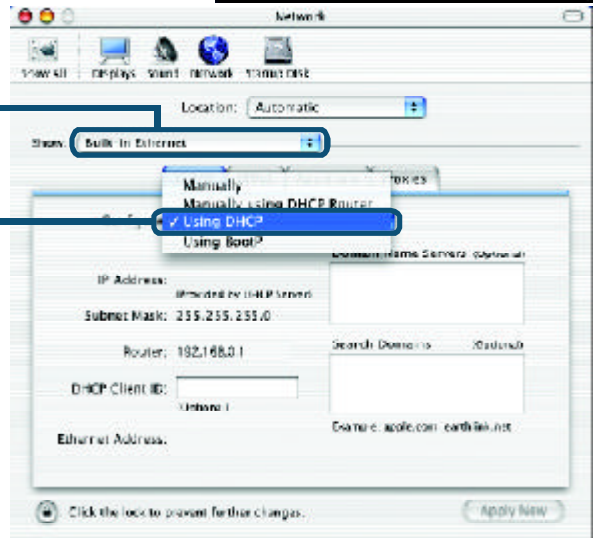 Network
Show All Displays Sound Network Startup Disk
Location: Automatic
Show: Built-in Ethernet
Proxies
Manually
Manually using DHCP Router
✓ Using DHCP
Using BootP
Domain Name Servers (Optional)
IP Address:
(Provided by DHCP Server)
Subnet Mask: 255.255.255.0
Router: 192.168.0.1
Search Domains (Optional)
DHCP Client ID:
(Optional)
Example: apple.com earthlink.net
Ethernet Address:
Click the lock to prevent further changes.
Apply Now